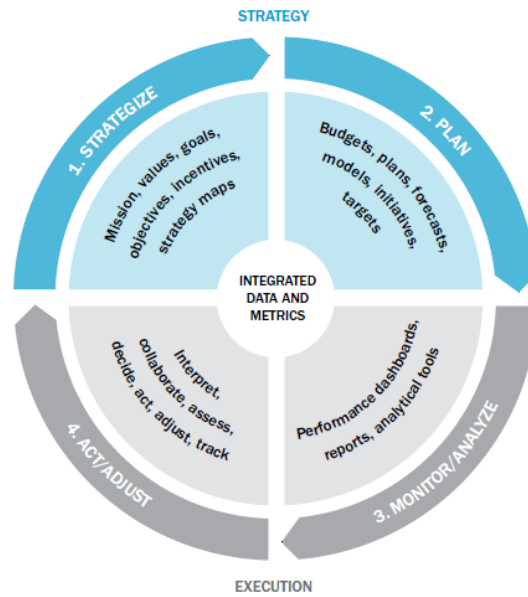 STRATEGY
1. STRATEGIZE
Mission, values, goals,
objectives, incentives,
strategy maps
2. PLAN
Budgets, plans, forecasts,
models, initiatives,
targets
INTEGRATED
DATA AND
METRICS
Interpret,
collaborate, assess,
decide, act, adjust, track
4. ACT/ADJUST
Performance dashboards,
reports, analytical tools
3. MONITOR/ANALYZE
EXECUTION